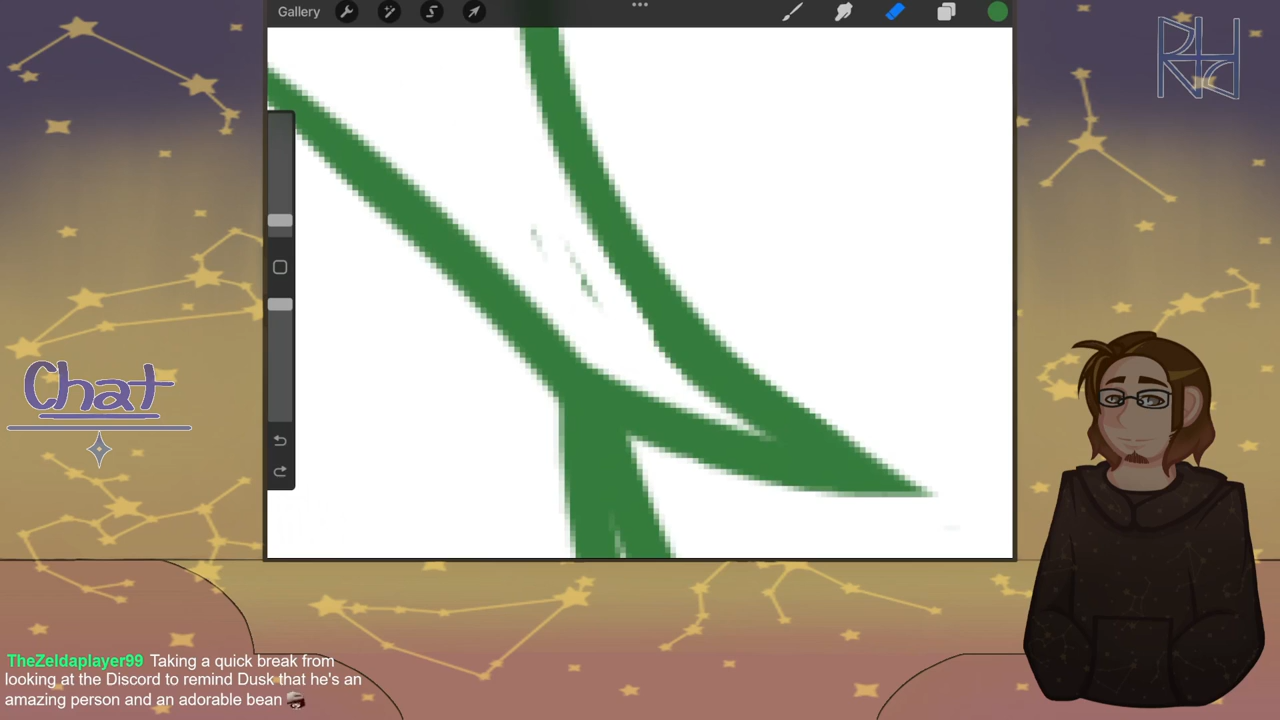 Gallery
Chat
TheZeldaplayer99 Taking a quick break from
looking at the Discord to remind Dusk that he's an
amazing person and an adorable bean